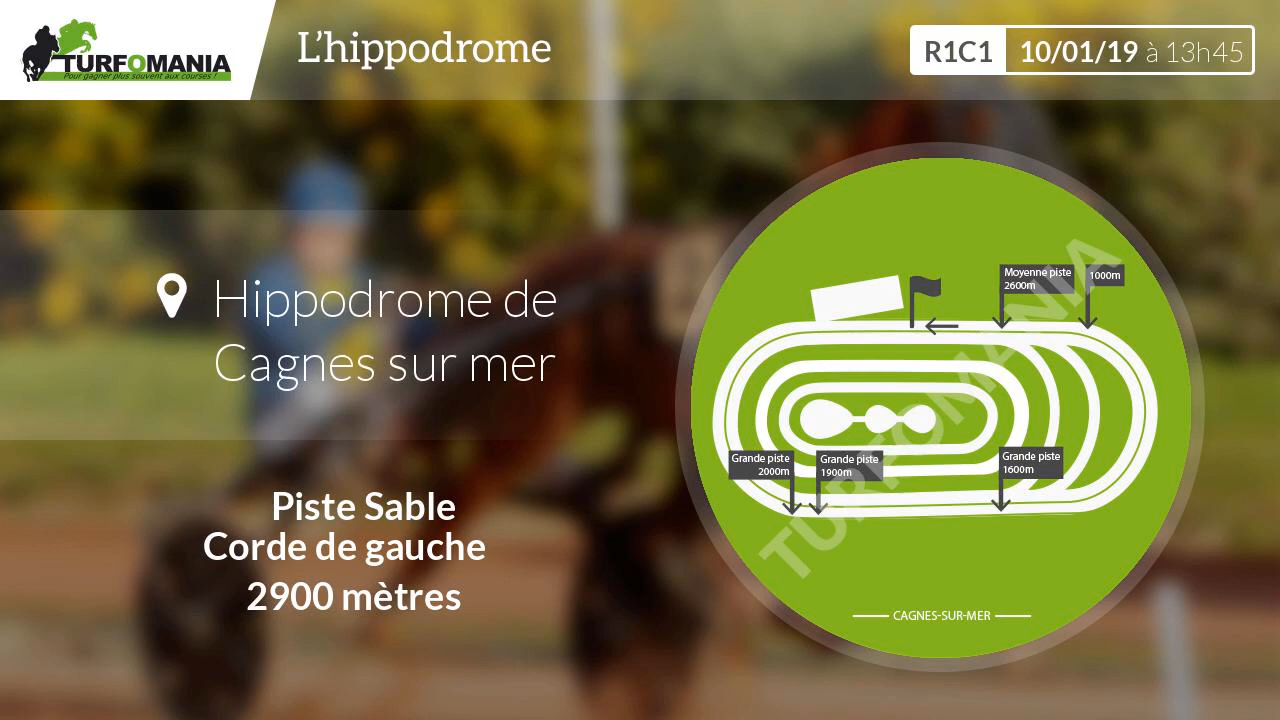 TURFOMANIA
Pour gagner plus souvent aux courses !
L'hippodrome
R1C1 10/01/19 à 13h45
Hippodrome de
Cagnes sur mer
Piste Sable
Corde de gauche
2900 mètres
Moyenne piste
2600m
1000m
Grande piste
2000m
Grande piste
1900m
Grande piste
1600m
TURFOMANIA
CAGNES-SUR-MER